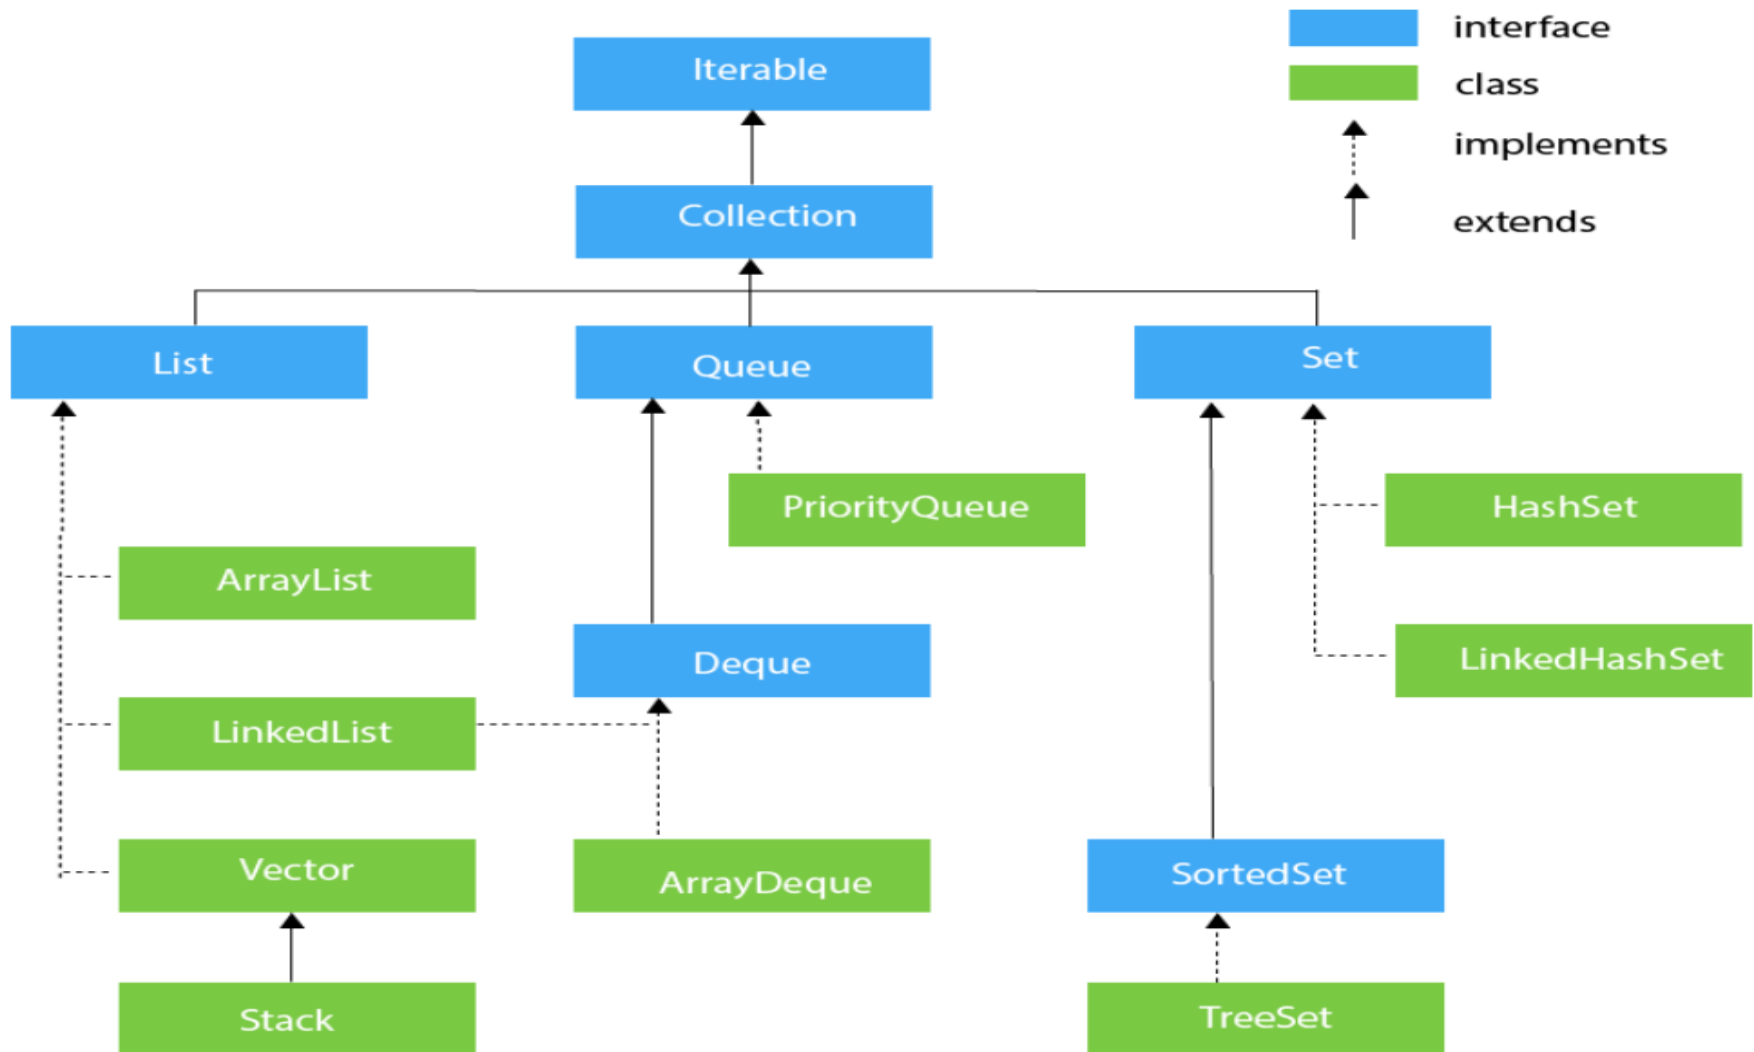 interface
Iterable
class
implements
Collection
extends
List
Queue
Set
PriorityQueue
HashSet
ArrayList
Deque
LinkedHashSet
LinkedList
Vector
ArrayDeque
SortedSet
Stack
TreeSet